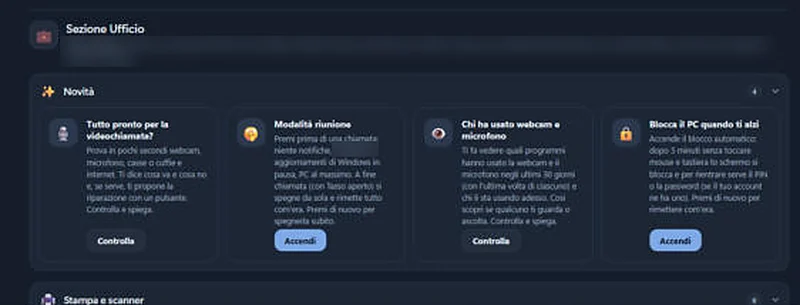 Sezione Ufficio
Novità
4
Tutto pronto per la
videochiamata?
Prova in pochi secondi webcam,
microfono, casse o cuffie e
internet. Ti dice cosa va e cosa no
e, se serve, ti propone la
riparazione con un pulsante.
Controlla e spiega.
Controlla
Modalità riunione
Premi prima di una chiamata:
niente notifiche,
aggiornamenti di Windows in
pausa, PC al massimo. A fine
chiamata (con Tasso aperto) si
spegne da sola e rimette tutto
com'era. Premi di nuovo per
spegnerla subito.
Accendi
Chi ha usato webcam e
microfono
Ti fa vedere quali programmi
hanno usato la webcam e il
microfono negli ultimi 30 giorni
(con l'ultima volta di ciascuno) e
chi li sta usando adesso. Così
scopri se qualcuno ti guarda o
ascolta. Controlla e spiega.
Controlla
Blocca il PC quando ti alzi
Accende il blocco automatico:
dopo 5 minuti senza toccare
mouse e tastiera lo schermo si
blocca e per rientrare serve il PIN
o la password (se il tuo account
ne ha uno). Premi di nuovo per
rimettere com'era.
Accendi
Stampa e scanner